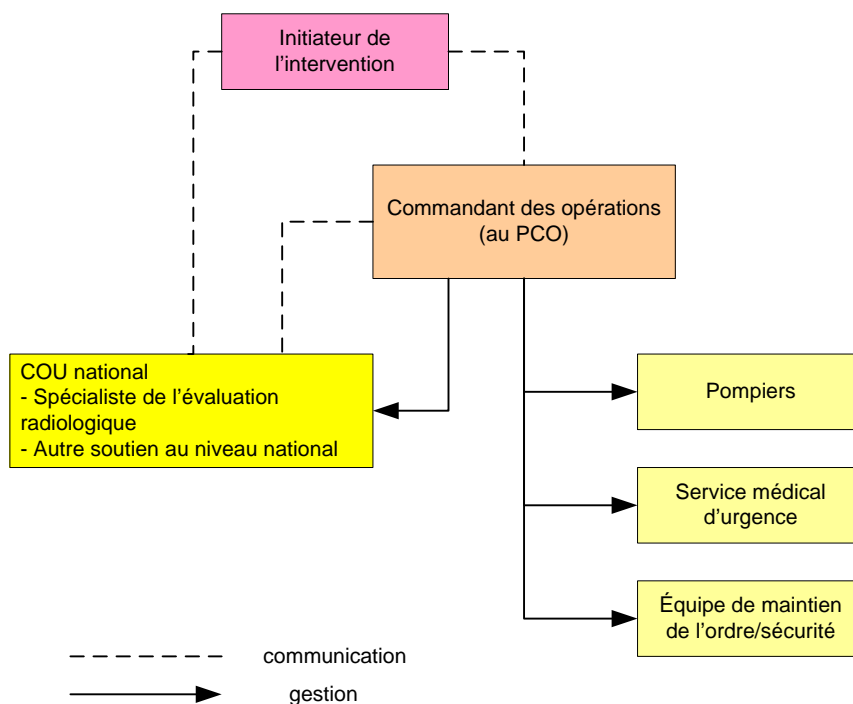 Initiateur de
l’intervention
Commandant des opérations
(au PCO)
COU national
- Spécialiste de l’évaluation
radiologique
- Autre soutien au niveau national
Pompiers
Service médical
d’urgence
Équipe de maintien
de l’ordre/sécurité
communication
gestion